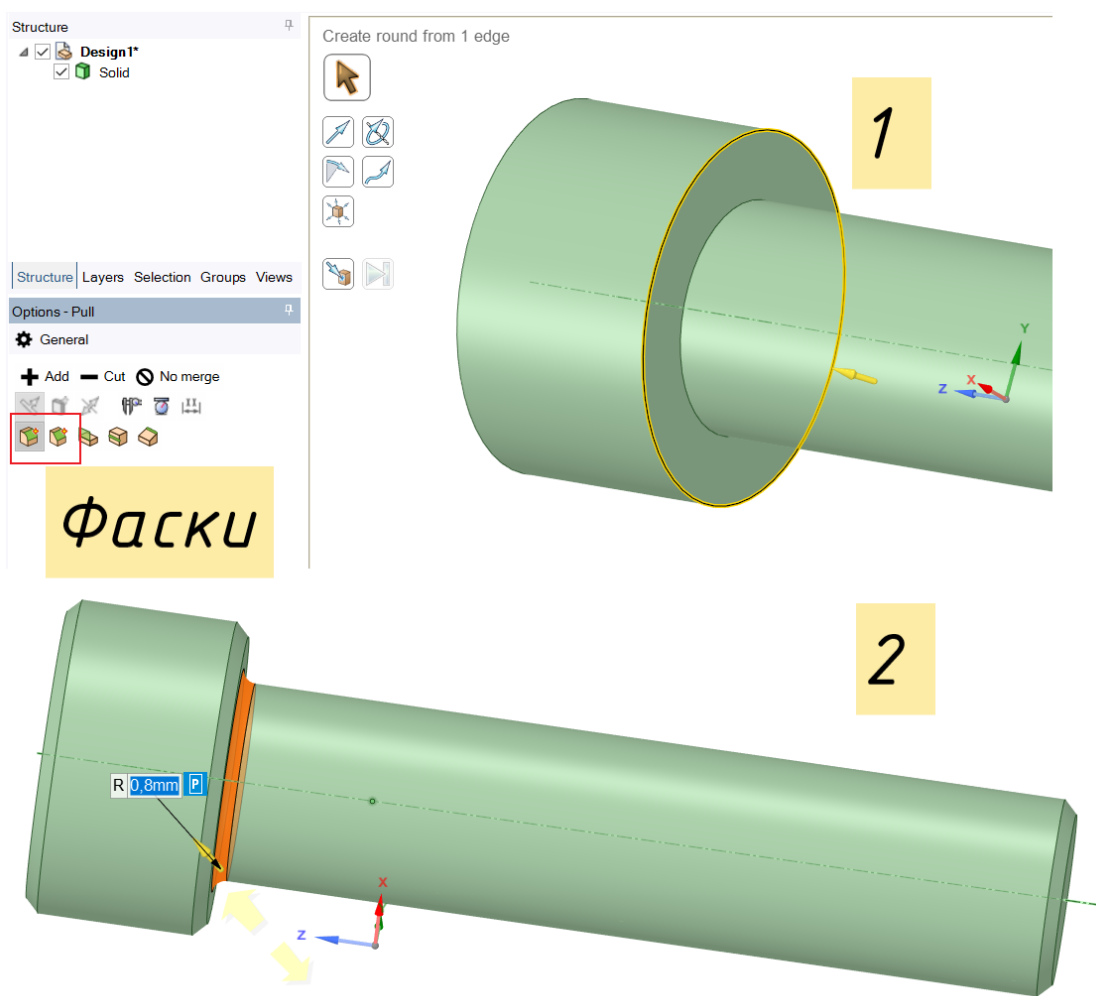 Structure
Design1*
Solid
Structure Layers Selection Groups Views
Options - Pull
General
Add Cut No merge
Фаски
Create round from 1 edge
1
Y
X
Z
2
R 0,8mm P
X
Z